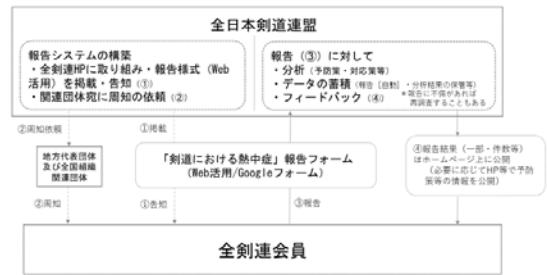 全日本剣道連盟
報告システムの構築
・全剣連HPに取り組み・報告様式（Web
活用）を掲載・告知（①）
・関連団体宛に周知の依頼（②）
報告（③）に対して
・分析（予防策・対応策等）
・データの蓄積（報告［自動］・分析結果の保管等）
・フィードバック（④）
＊報告に不備があれば
再調査することもある
②周知依頼
①掲載
地方代表団体
及び全国組織
関連団体
「剣道における熱中症」報告フォーム
(Web活用/Googleフォーム)
④報告結果（一部・件数等）
はホームページ上に公開
（必要に応じてHP等で予防
策等の情報を公開）
②周知
①告知
③報告
全剣連会員